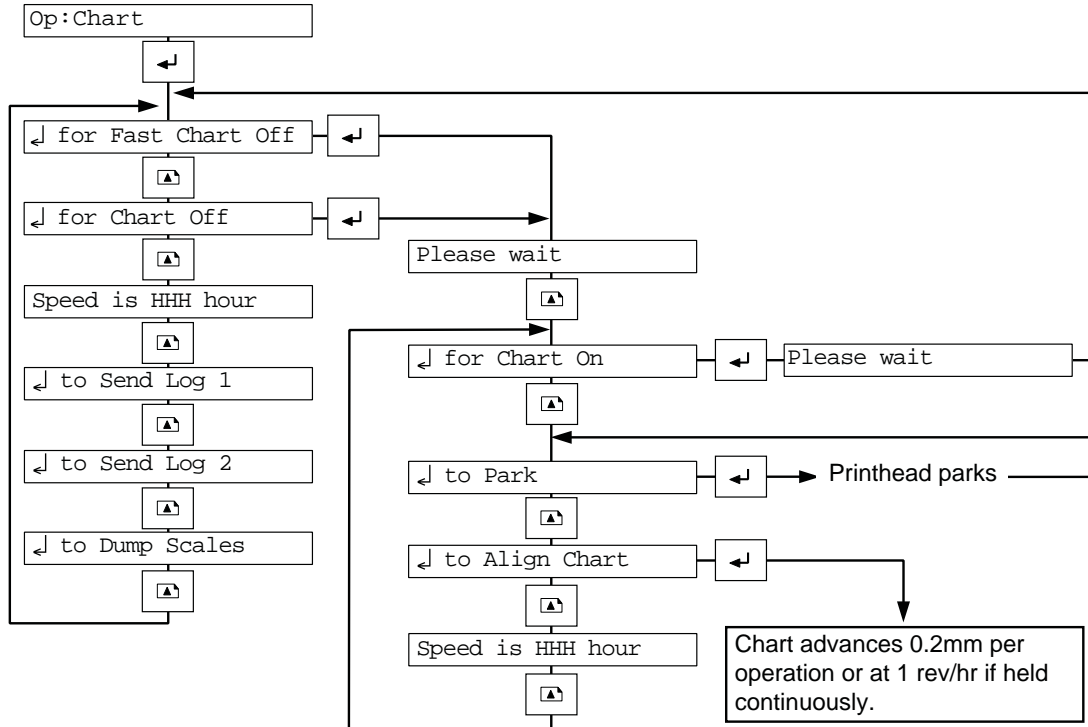 Op:Chart
↲ for Fast Chart Off
↲ for Chart Off
Speed is HHH hour
↲ to Send Log 1
↲ to Send Log 2
↲ to Dump Scales
Please wait
↲ for Chart On
Please wait
↲ to Park
Printhead parks
↲ to Align Chart
Speed is HHH hour
Chart advances 0.2mm per
operation or at 1 rev/hr if held
continuously.